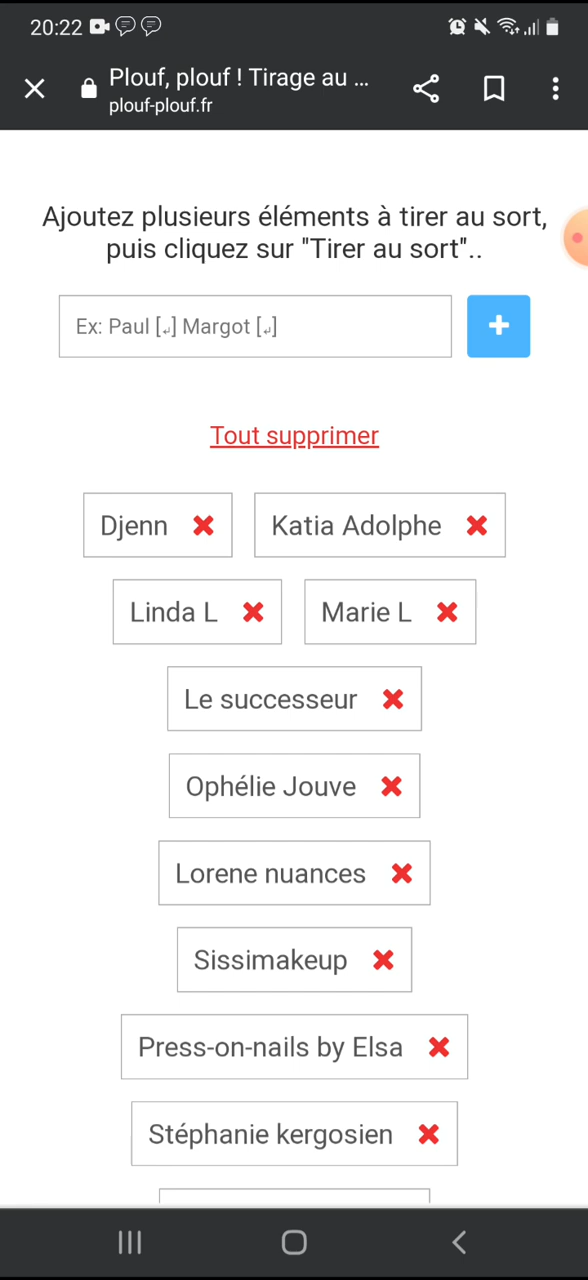 20:22
Plouf, plouf ! Tirage au ...
plouf-plouf.fr
Ajoutez plusieurs éléments à tirer au sort,
puis cliquez sur "Tirer au sort"..
Ex: Paul [↲] Margot [↲]
Tout supprimer
Djenn
Katia Adolphe
Linda L
Marie L
Le successeur
Ophélie Jouve
Lorene nuances
Sissimakeup
Press-on-nails by Elsa
Stéphanie kergosien